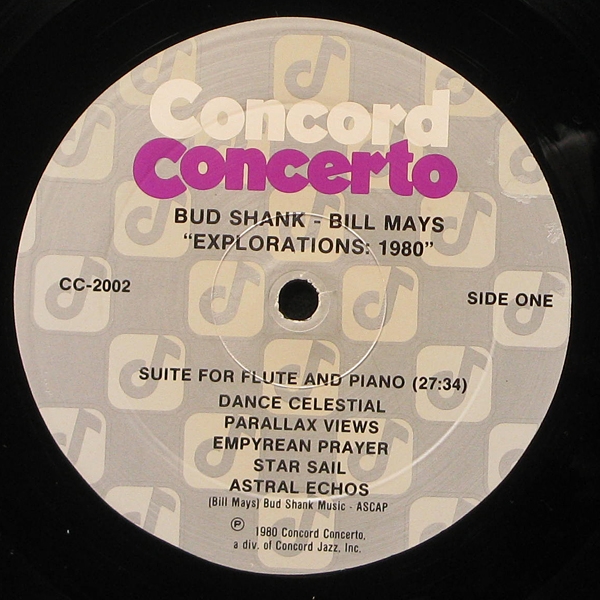 Concord
Concerto
BUD SHANK - BILL MAYS
"EXPLORATIONS: 1980"
CC-2002
SIDE ONE
SUITE FOR FLUTE AND PIANO (27:34)
DANCE CELESTIAL
PARALLAX VIEWS
EMPYREAN PRAYER
STAR SAIL
ASTRAL ECHOS
(Bill Mays) Bud Shank Music - ASCAP
℗ 1980 Concord Concerto,
a div. of Concord Jazz, Inc.